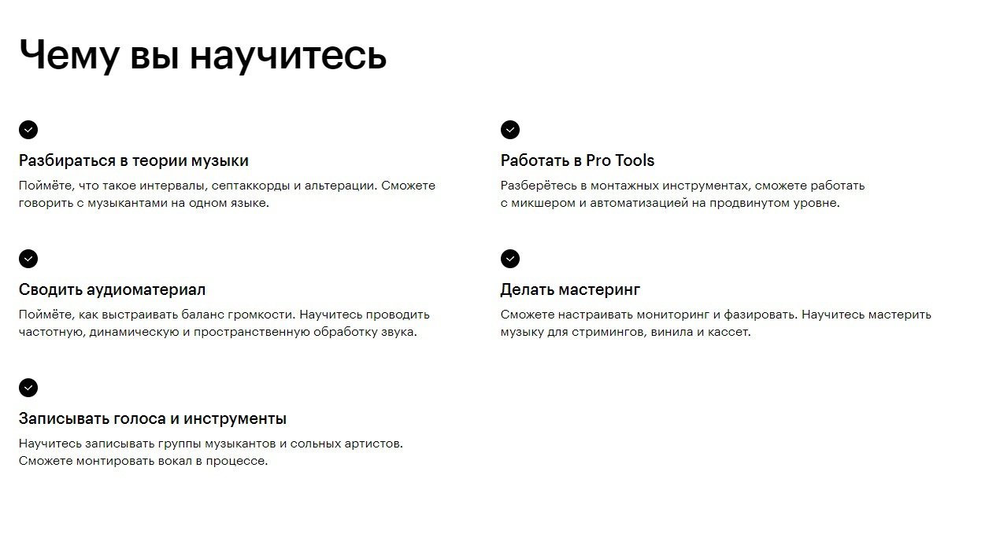 Чему вы научитесь
Разбираться в теории музыки
Поймёте, что такое интервалы, септаккорды и альтерации. Сможете
говорить с музыкантами на одном языке.
Работать в Pro Tools
Разберётесь в монтажных инструментах, сможете работать
с микшером и автоматизацией на продвинутом уровне.
Сводить аудиоматериал
Поймёте, как выстраивать баланс громкости. Научитесь проводить
частотную, динамическую и пространственную обработку звука.
Делать мастеринг
Сможете настраивать мониторинг и фазировать. Научитесь мастерить
музыку для стримингов, винила и кассет.
Записывать голоса и инструменты
Научитесь записывать группы музыкантов и сольных артистов.
Сможете монтировать вокал в процессе.